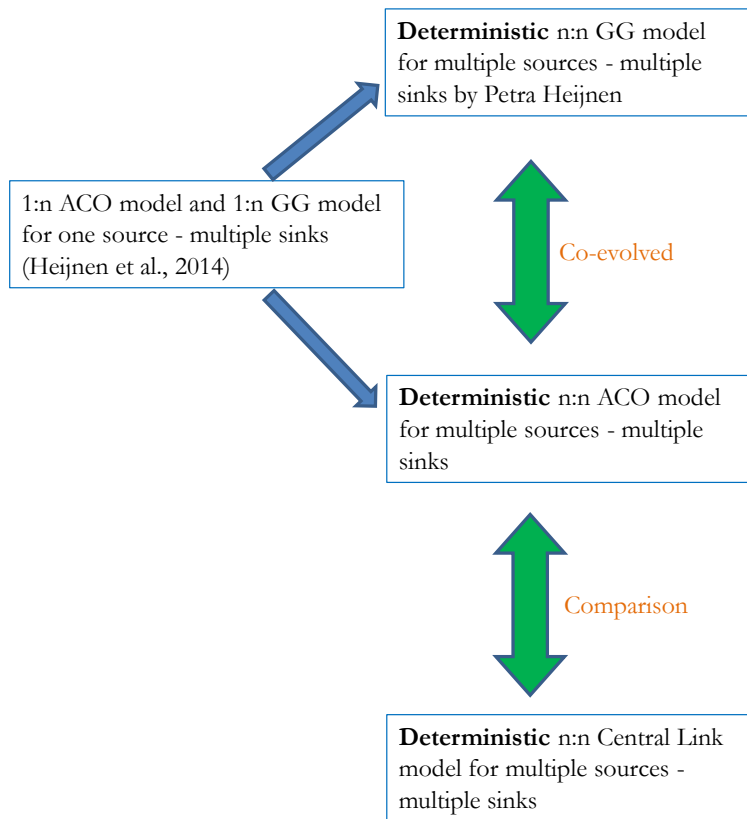 Deterministic n:n GG model
for multiple sources - multiple
sinks by Petra Heijnen
1:n ACO model and 1:n GG model
for one source - multiple sinks
(Heijnen et al., 2014)
Co-evolved
Deterministic n:n ACO model
for multiple sources - multiple
sinks
Comparison
Deterministic n:n Central Link
model for multiple sources -
multiple sinks